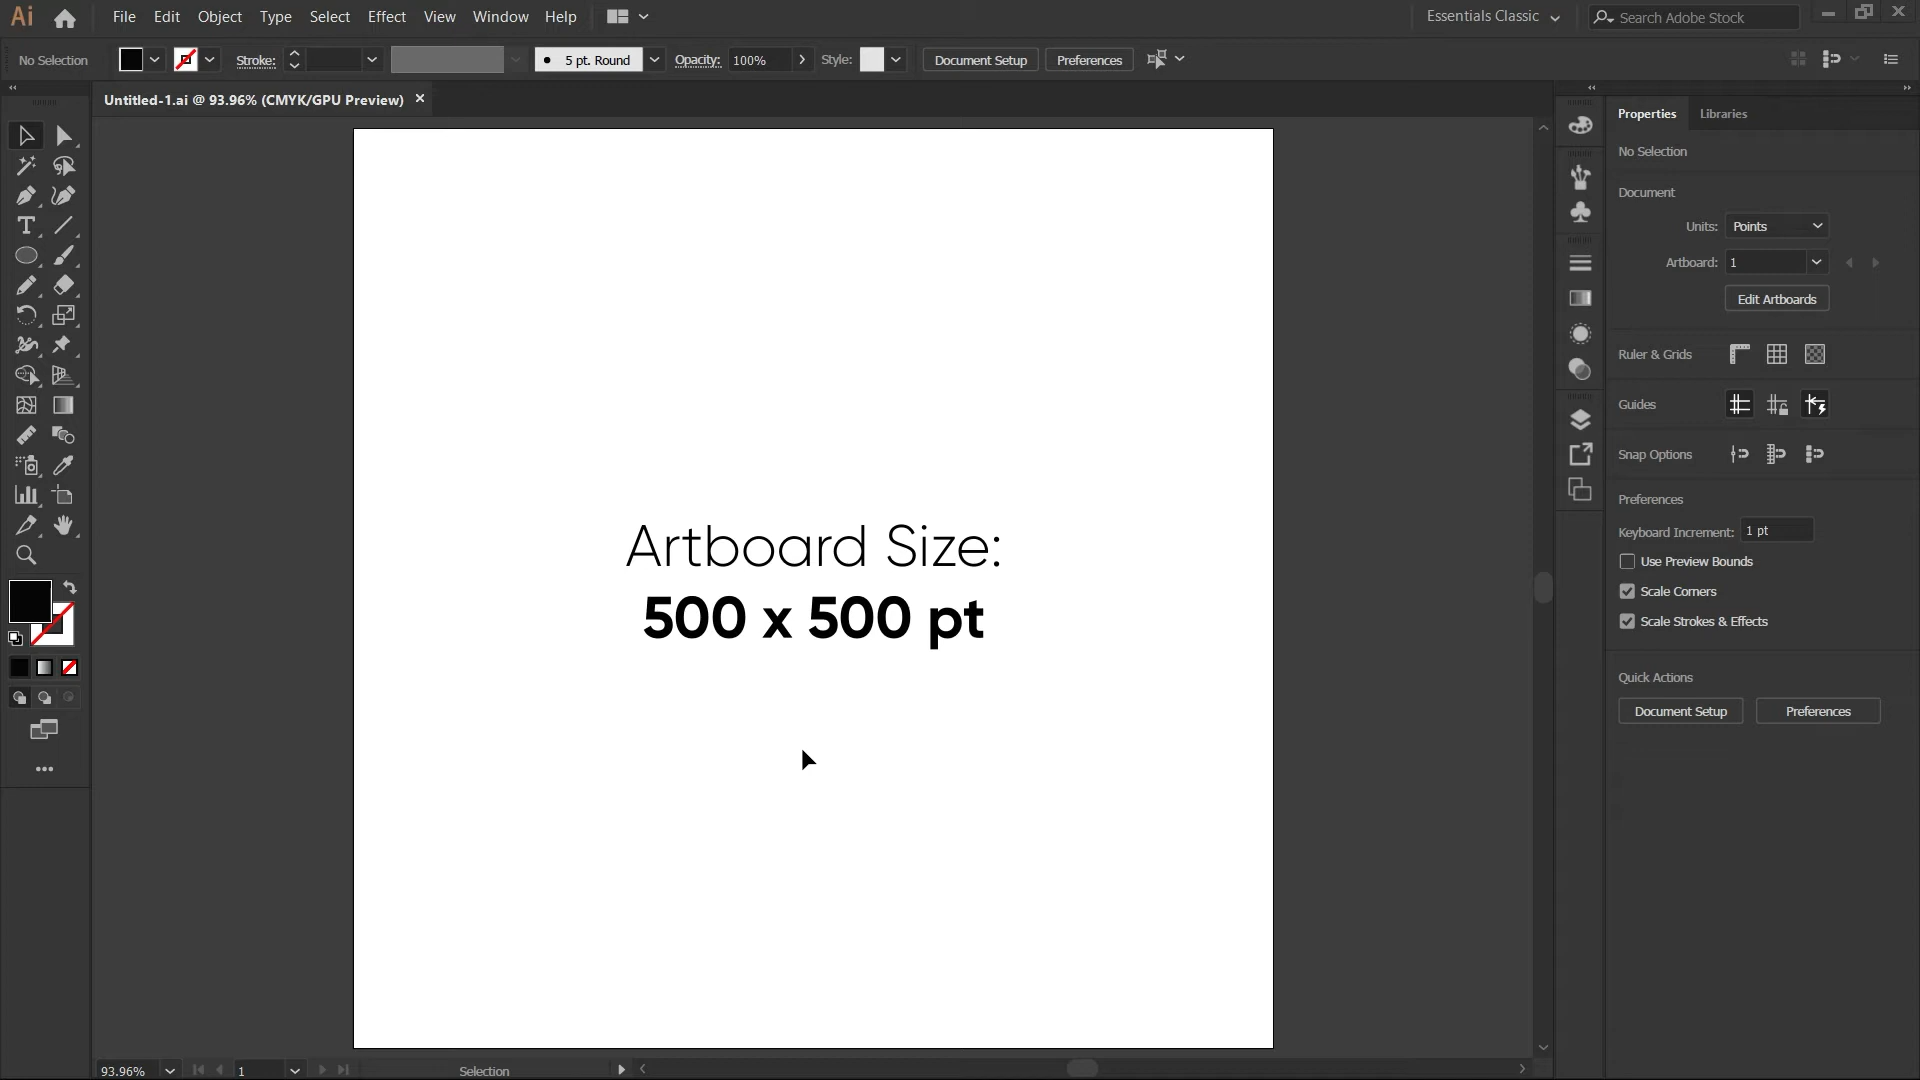 Ai File Edit Object Type Select Effect View Window Help Essentials Classic Search Adobe Stock
No Selection Stroke: 5 pt. Round Opacity: 100% Style: Document Setup Preferences
Untitled-1.ai @ 93.96% (CMYK/GPU Preview)
Artboard Size:
500 x 500 pt
Properties Libraries
No Selection
Document
Units: Points
Artboard: 1
Edit Artboards
Ruler & Grids
Guides
Snap Options
Preferences
Keyboard Increment: 1 pt
Use Preview Bounds
Scale Corners
Scale Strokes & Effects
Quick Actions
Document Setup Preferences
93.96% 1 Selection